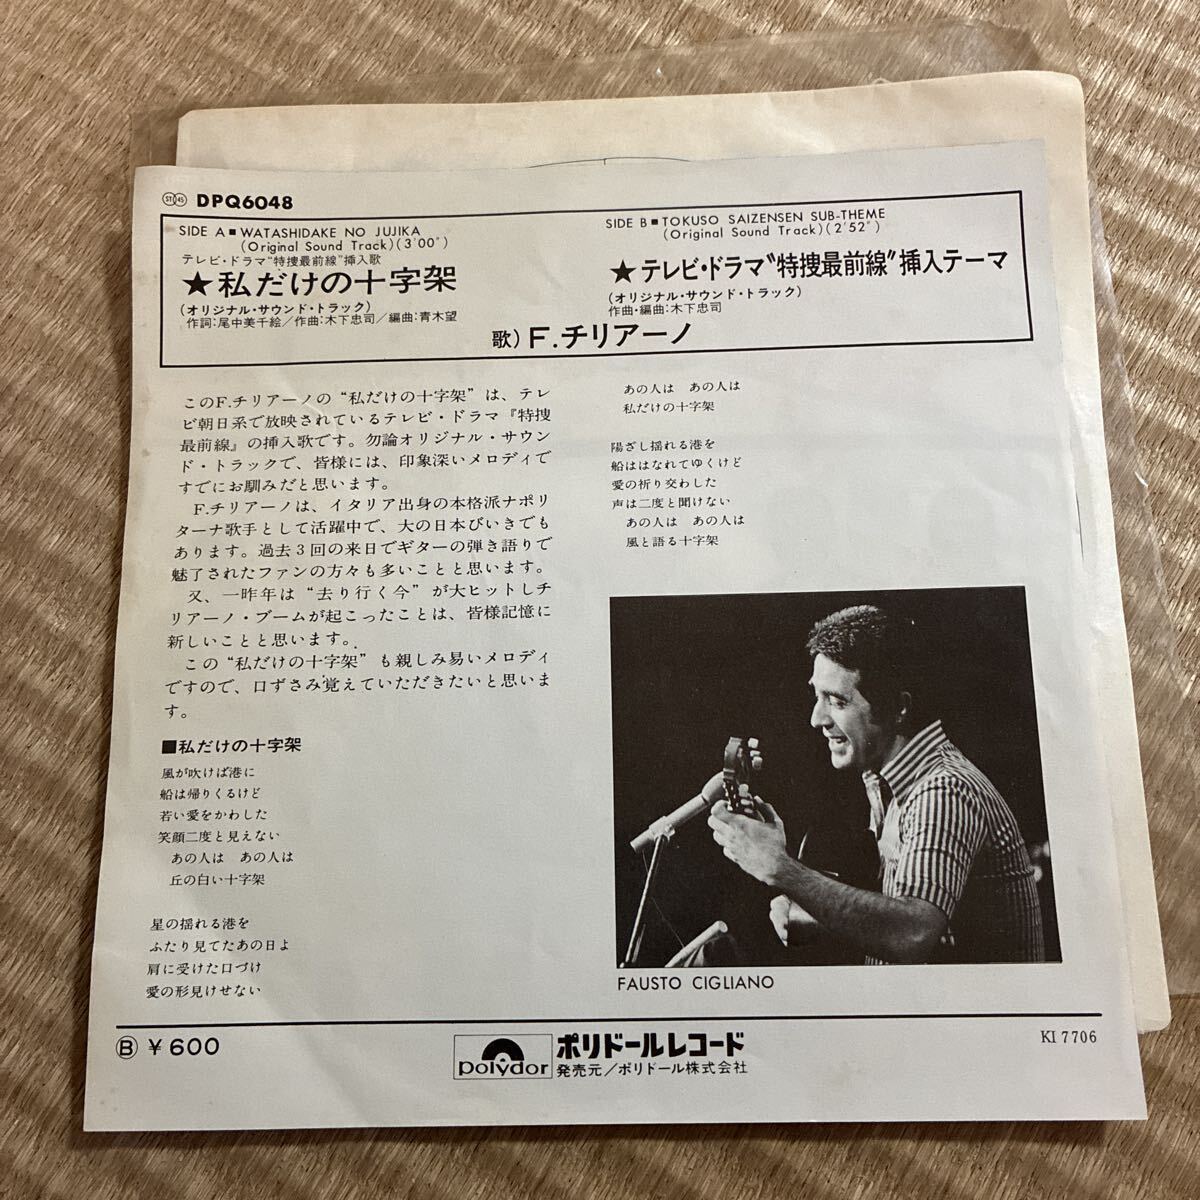 ST 45 DPQ6048
SIDE A ■ WATASHIDAKE NO JUJIKA
(Original Sound Track)(3'00")
テレビ・ドラマ"特捜最前線"挿入歌
★私だけの十字架
(オリジナル・サウンド・トラック)
作詞:尾中美千絵/作曲:木下忠司/編曲:青木望
SIDE B ■ TOKUSO SAIZENSEN SUB-THEME
(Original Sound Track)(2'52")
★テレビ・ドラマ〝特捜最前線〟挿入テーマ
(オリジナル・サウンド・トラック)
作曲・編曲:木下忠司
歌) F.チリアーノ
このF.チリアーノの“私だけの十字架”は、テレ
ビ朝日系で放映されているテレビ・ドラマ『特捜
最前線』の挿入歌です。勿論オリジナル・サウン
ド・トラックで、皆様には、印象深いメロディで
すでにお馴みだと思います。
F.チリアーノは、イタリア出身の本格派ナポリ
ターナ歌手として活躍中で、大の日本びいきでも
あります。過去3回の来日でギターの弾き語りで
魅了されたファンの方々も多いことと思います。
又、一昨年は“去り行く今”が大ヒットしチ
リアーノ・ブームが起こったことは、皆様記憶に
新しいことと思います。
この“私だけの十字架”も親しみ易いメロディ
ですので、口ずさみ覚えていただきたいと思いま
す。
■私だけの十字架
風が吹けば港に
船は帰りくるけど
若い愛をかわした
笑顔二度と見えない
あの人は あの人は
丘の白い十字架
星の揺れる港を
ふたり見てたあの日よ
肩に受けた口づけ
愛の形見けせない
あの人は あの人は
私だけの十字架
陽ざし揺れる港を
船ははなれてゆくけど
愛の祈り交わした
声は二度と聞けない
あの人は あの人は
風と語る十字架
FAUSTO CIGLIANO
Ⓑ ¥600
polydor
ポリドールレコード
発売元/ポリドール株式会社
KI 7706